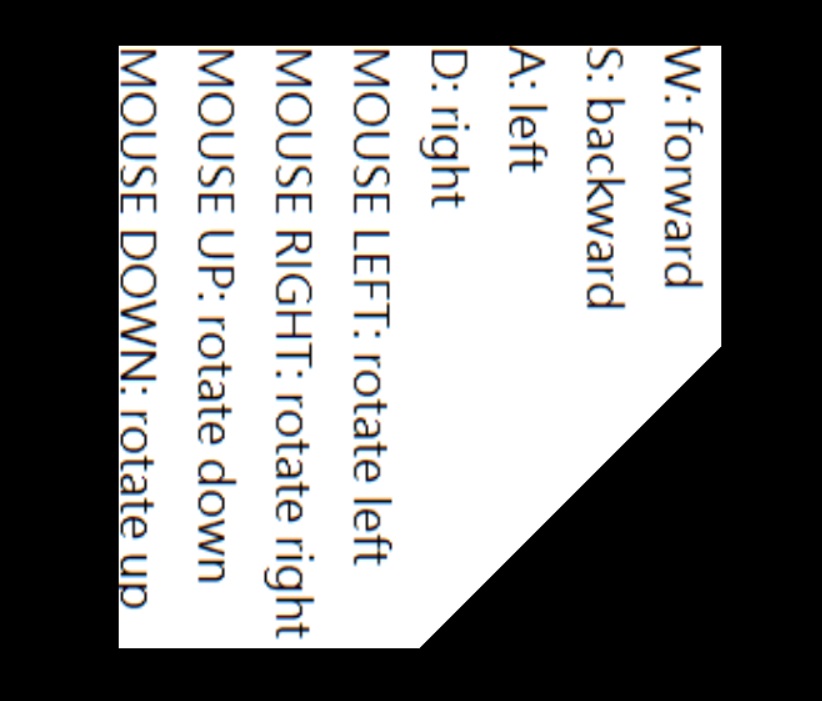 W: forward
S: backward
A: left
D: right
MOUSE LEFT: rotate left
MOUSE RIGHT: rotate right
MOUSE UP: rotate down
MOUSE DOWN: rotate up